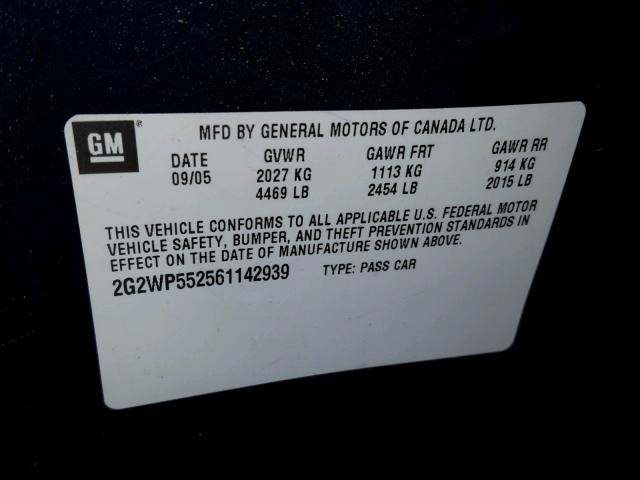 GM ®
MFD BY GENERAL MOTORS OF CANADA LTD.
DATE GVWR GAWR FRT GAWR RR
09/05 2027 KG 1113 KG 914 KG
4469 LB 2454 LB 2015 LB
THIS VEHICLE CONFORMS TO ALL APPLICABLE U.S. FEDERAL MOTOR
VEHICLE SAFETY, BUMPER, AND THEFT PREVENTION STANDARDS IN
EFFECT ON THE DATE OF MANUFACTURE SHOWN ABOVE.
2G2WP552561142939 TYPE: PASS CAR